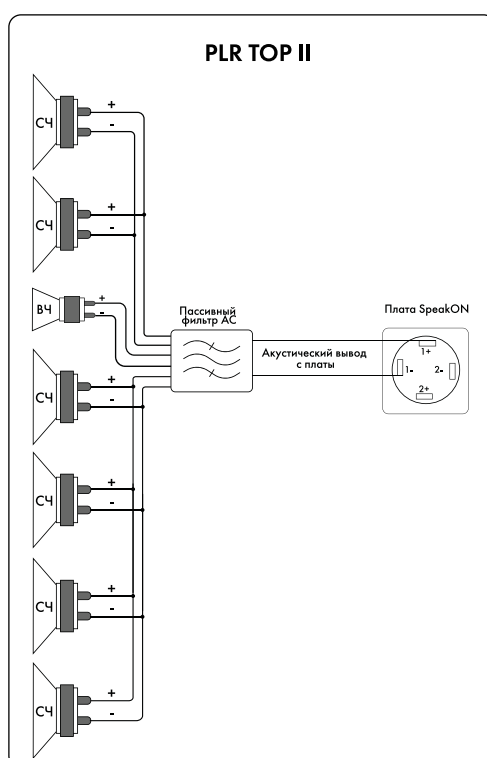 PLR TOP II
СЧ
+
-
СЧ
+
-
ВЧ
+
-
Пассивный
фильтр АС
Акустический вывод
с платы
Плата SpeakON
1+
1-
2-
2+
СЧ
+
-
СЧ
+
-
СЧ
+
-
СЧ
+
-